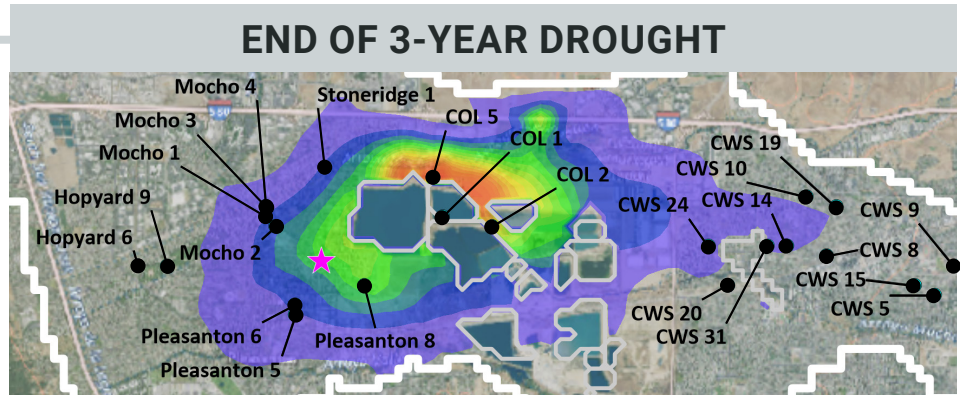 END OF 3-YEAR DROUGHT
Mocho 4
Stoneridge 1
Mocho 3
COL 5
COL 1
Mocho 1
CWS 19
CWS 10
COL 2
Hopyard 9
CWS 24
CWS 14
CWS 9
Hopyard 6
Mocho 2
CWS 8
CWS 15
CWS 20
CWS 5
Pleasanton 6
Pleasanton 8
CWS 31
Pleasanton 5